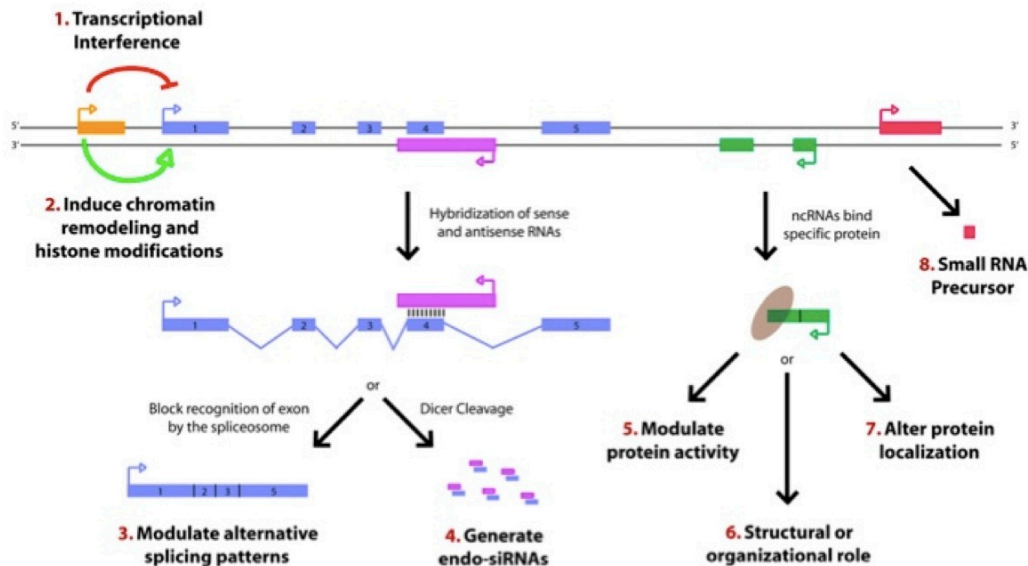 1. Transcriptional
Interference
5' 1 2 3 4 5 3'
3' 5'
2. Induce chromatin
remodeling and
histone modifications
Hybridization of sense
and antisense RNAs
ncRNAs bind
specific protein
8. Small RNA
Precursor
1 2 3 4 5
or
Block recognition of exon
by the spliceosome
Dicer Cleavage
or
5. Modulate
protein activity
7. Alter protein
localization
1 2 3 5
3. Modulate alternative
splicing patterns
4. Generate
endo-siRNAs
6. Structural or
organizational role